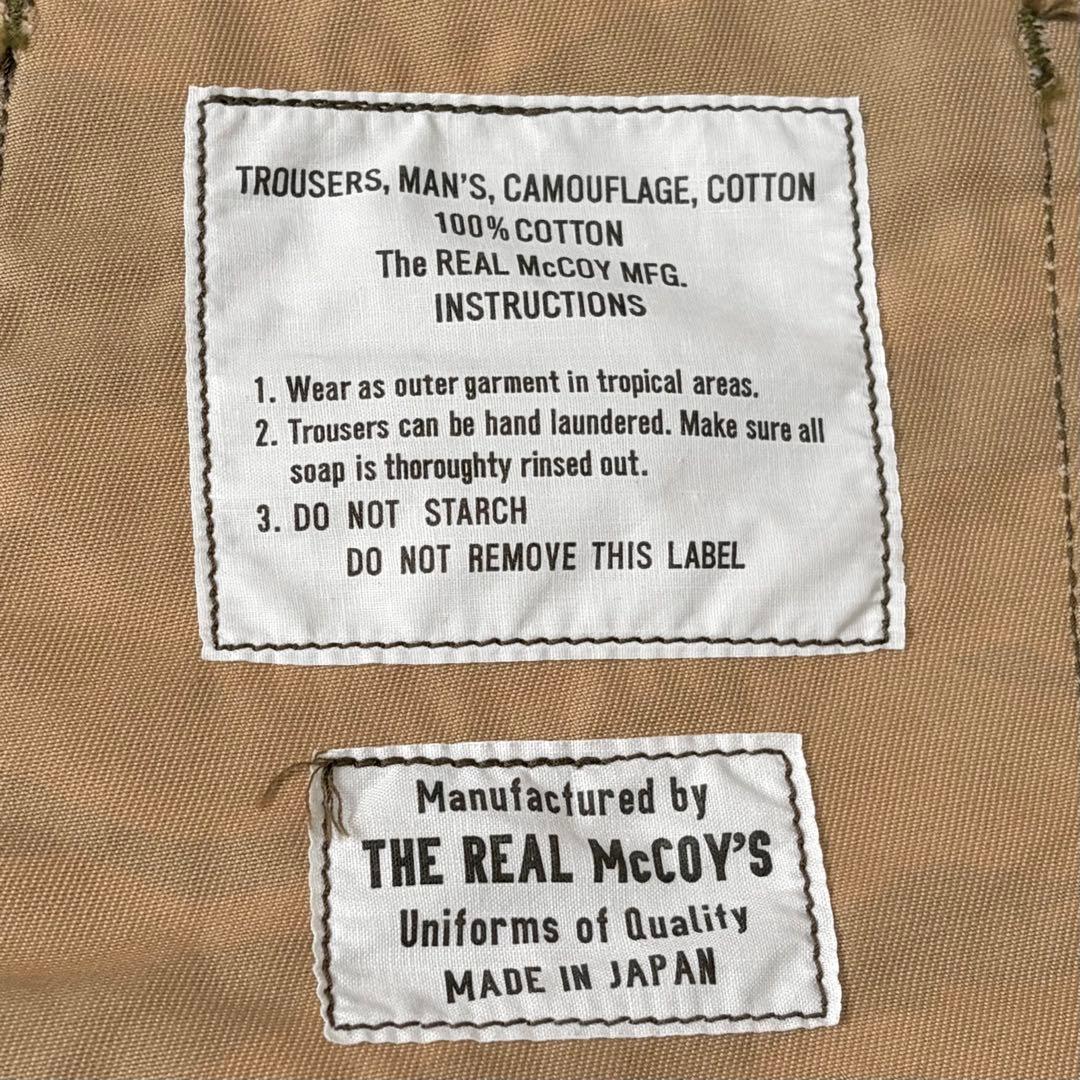 TROUSERS, MAN'S, CAMOUFLAGE, COTTON
100% COTTON
The REAL McCOY MFG.
INSTRUCTIONS
1. Wear as outer garment in tropical areas.
2. Trousers can be hand laundered. Make sure all
soap is thoroughty rinsed out.
3. DO NOT STARCH
DO NOT REMOVE THIS LABEL
Manufactured by
THE REAL McCOY'S
Uniforms of Quality
MADE IN JAPAN